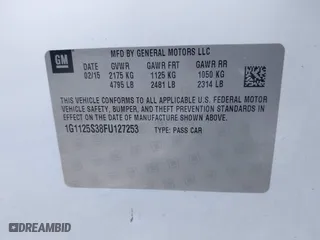 GM
MFD BY GENERAL MOTORS LLC
DATE GVWR GAWR FRT GAWR RR
02/15 2175 KG 1125 KG 1050 KG
4795 LB 2481 LB 2314 LB
THIS VEHICLE CONFORMS TO ALL APPLICABLE U.S. FEDERAL MOTOR
VEHICLE SAFETY, BUMPER, AND THEFT PREVENTION STANDARDS
IN EFFECT ON THE DATE OF MANUFACTURE SHOWN ABOVE.
1G1125S38FU127253 TYPE: PASS CAR
DREAMBID